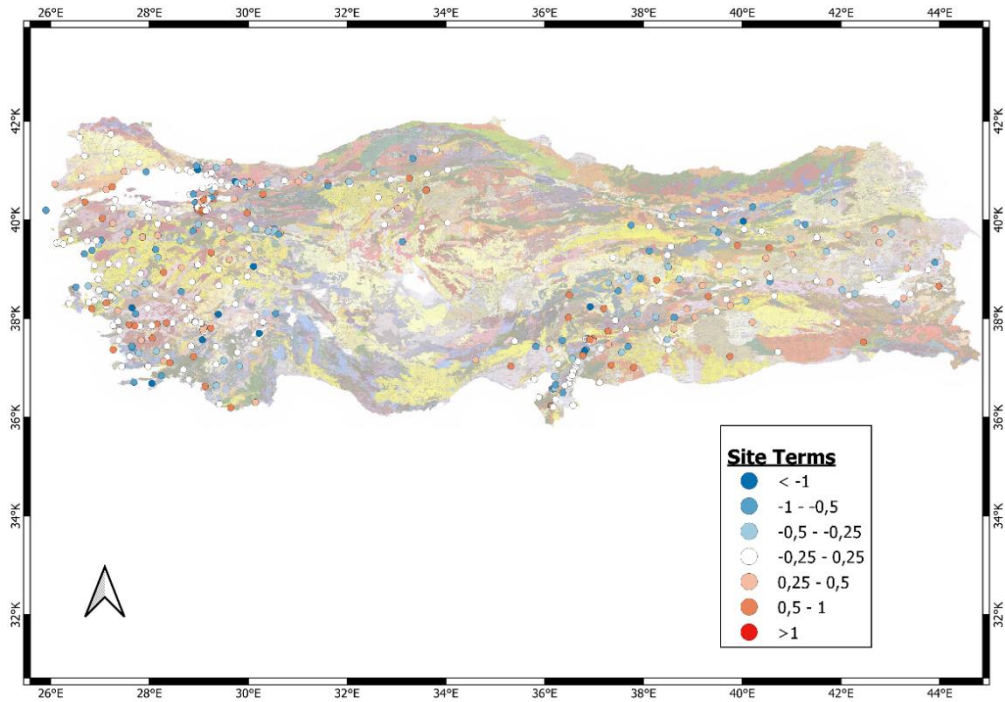 26°E 28°E 30°E 32°E 34°E 36°E 38°E 40°E 42°E 44°E
42°K 42°K
40°K 40°K
38°K 38°K
36°K 36°K
34°K 34°K
32°K 32°K
Site Terms
< -1
-1 - -0,5
-0,5 - -0,25
-0,25 - 0,25
0,25 - 0,5
0,5 - 1
>1
26°E 28°E 30°E 32°E 34°E 36°E 38°E 40°E 42°E 44°E